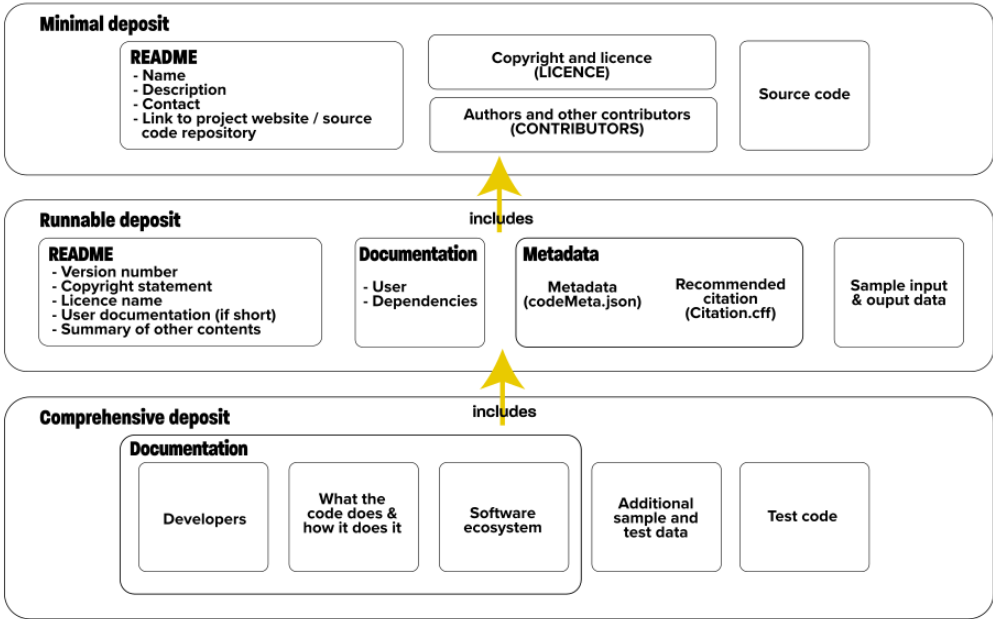 Minimal deposit
README
- Name
- Description
- Contact
- Link to project website / source
code repository
Copyright and licence
(LICENCE)
Authors and other contributors
(CONTRIBUTORS)
Source code
includes
Runnable deposit
README
- Version number
- Copyright statement
- Licence name
- User documentation (if short)
- Summary of other contents
Documentation
- User
- Dependencies
Metadata
Metadata
(codeMeta.json)
Recommended
citation
(Citation.cff)
Sample input
& ouput data
includes
Comprehensive deposit
Documentation
Developers
What the
code does &
how it does it
Software
ecosystem
Additional
sample and
test data
Test code